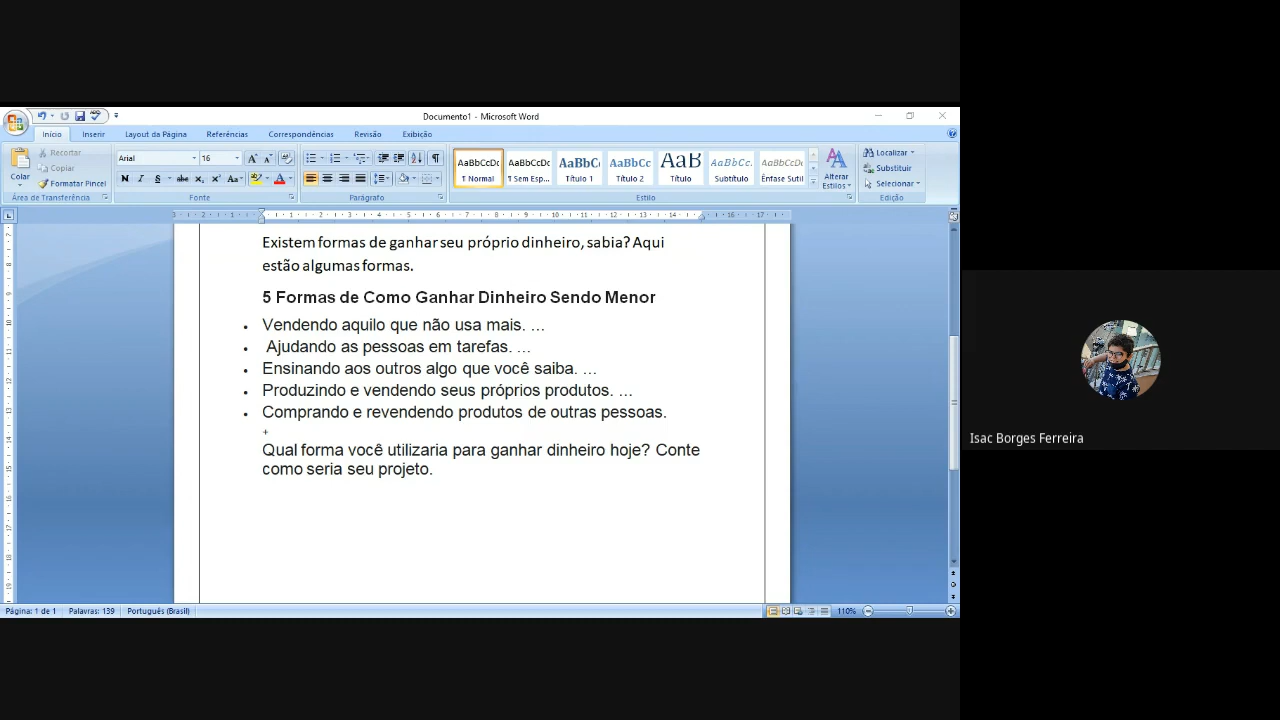 Documento1 - Microsoft Word
Início Inserir Layout da Página Referências Correspondências Revisão Exibição
Colar
Recortar
Copiar
Formatar Pincel
Área de Transferência
Arial 16
N I S abc x₂ x² Aa
Fonte
Parágrafo
AaBbCcDc AaBbCcDc AaBbC AaBbCc AaB AaBbCc. AaBbCcDc
¶ Normal ¶ Sem Esp... Título 1 Título 2 Título Subtítulo Ênfase Sutil
Alterar Estilos
Estilo
Localizar
Substituir
Selecionar
Edição
Existem formas de ganhar seu próprio dinheiro, sabia? Aqui
estão algumas formas.
5 Formas de Como Ganhar Dinheiro Sendo Menor
• Vendendo aquilo que não usa mais. ...
• Ajudando as pessoas em tarefas. ...
• Ensinando aos outros algo que você saiba. ...
• Produzindo e vendendo seus próprios produtos. ...
• Comprando e revendendo produtos de outras pessoas.
+
Qual forma você utilizaria para ganhar dinheiro hoje? Conte
como seria seu projeto.
Página: 1 de 1 Palavras: 139 Português (Brasil) 110%
Isac Borges Ferreira